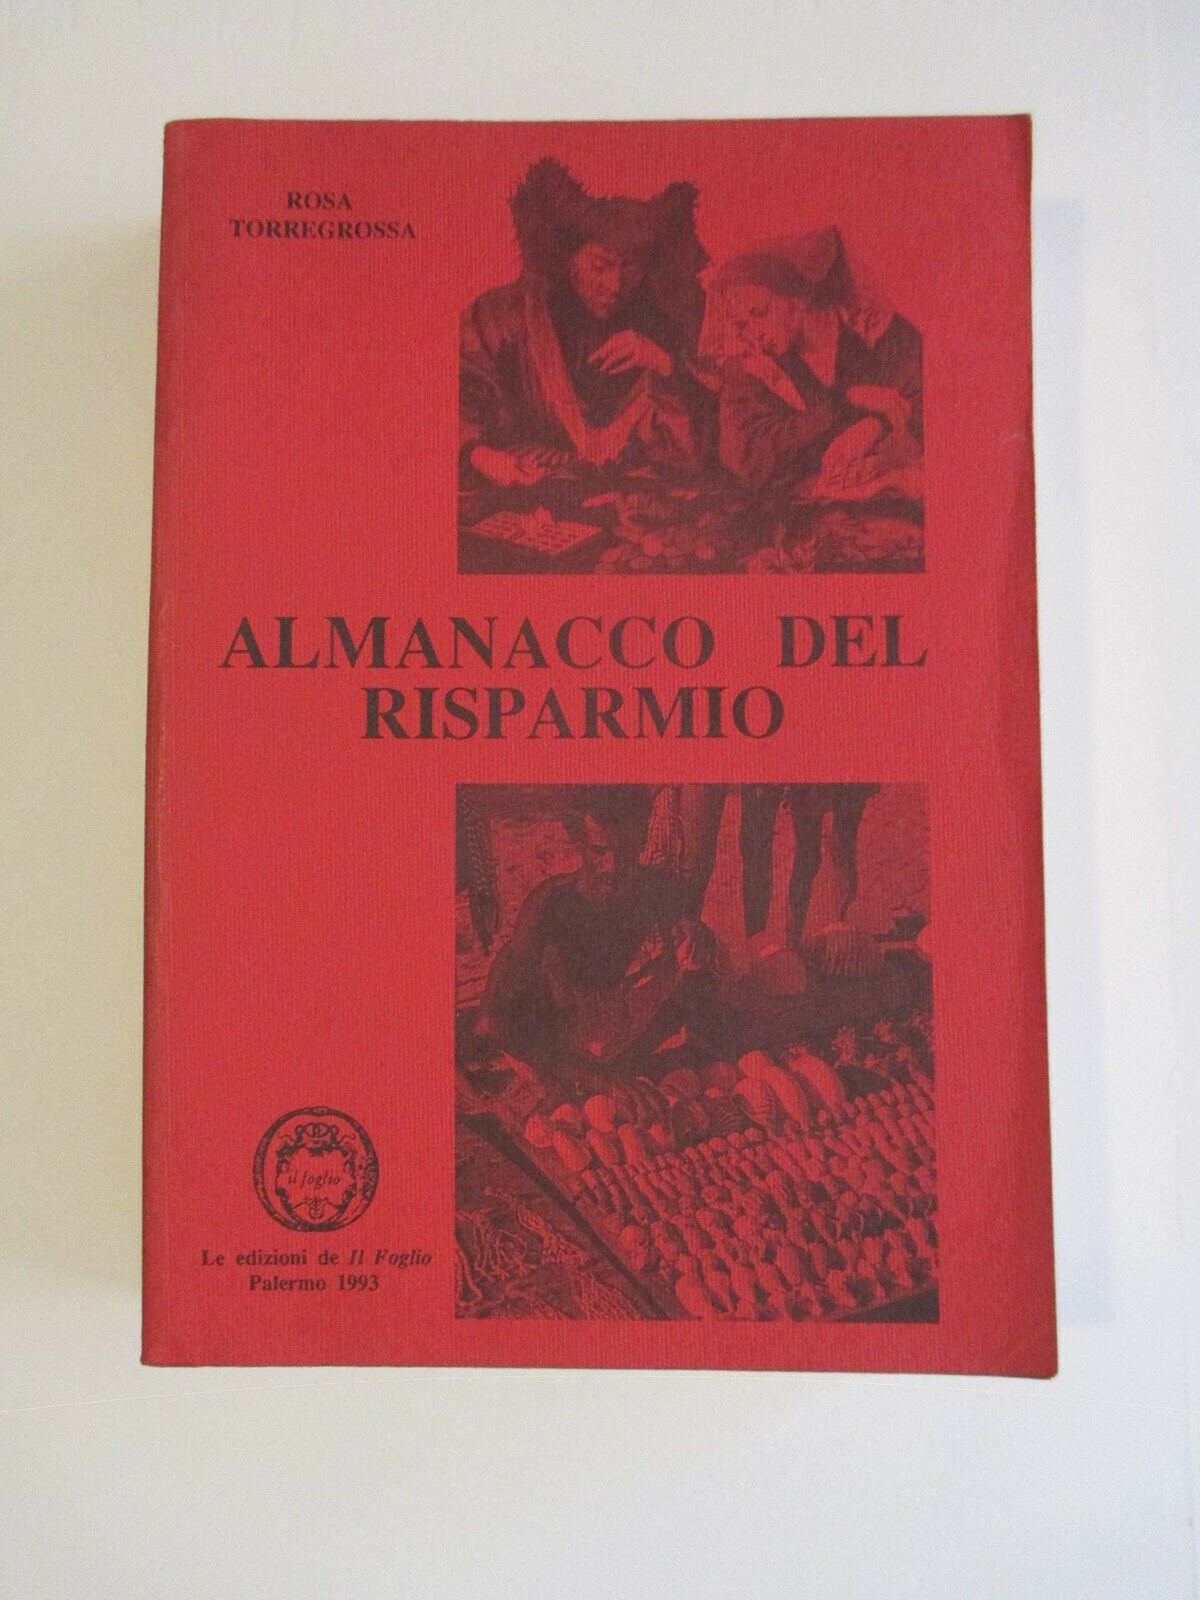 ROSA
TORREGROSSA
ALMANACCO DEL
RISPARMIO
il foglio
Le edizioni de Il Foglio
Palermo 1993